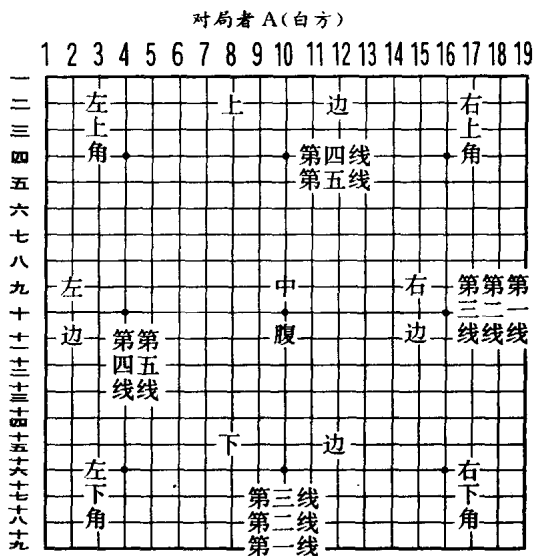 对局者 A(白方)
1 2 3 4 5 6 7 8 9 10 11 12 13 14 15 16 17 18 19
一
二
三
四
五
六
七
八
九
十
十一
十二
十三
十四
十五
十六
十七
十八
十九
左上角
上
边
右上角
第四线
第五线
左
边
第四线
第五线
中腹
右
边
第三线
第二线
第一线
下
边
左下角
第三线
第二线
第一线
右下角